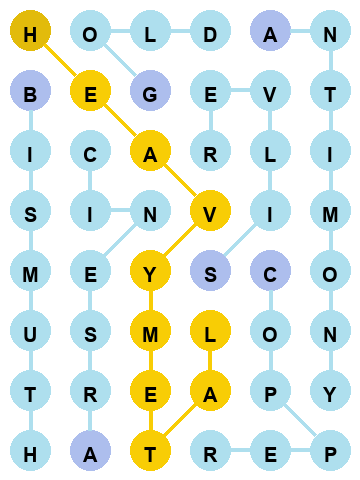 H O L D A N
B E G E V T
I C A R L I
S I N V I M
M E Y S C O
U S M L O N
T R E A P Y
H A T R E P